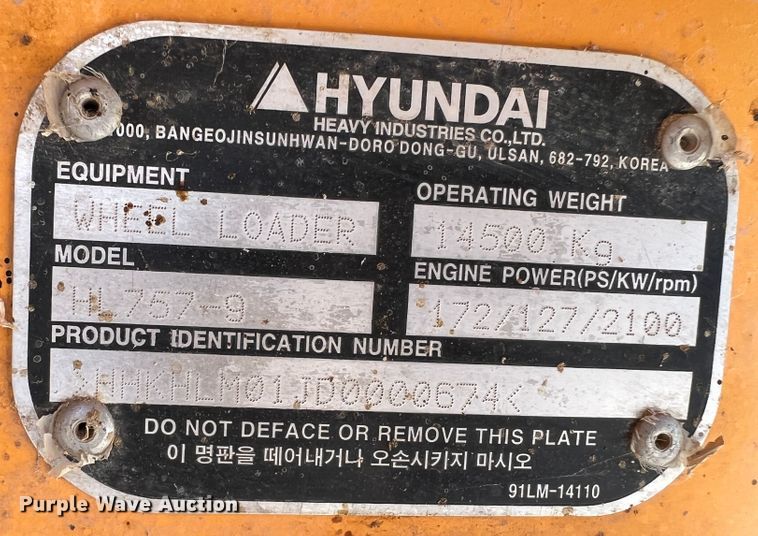 HYUNDAI
HEAVY INDUSTRIES CO.,LTD.
1000, BANGEOJINSUNHWAN-DORO DONG-GU, ULSAN, 682-792, KOREA
EQUIPMENT
WHEEL LOADER
OPERATING WEIGHT
14500 Kg
MODEL
HL757-9
ENGINE POWER(PS/KW/rpm)
172/127/2100
PRODUCT IDENTIFICATION NUMBER
>HHKHLM01JD0000674<
DO NOT DEFACE OR REMOVE THIS PLATE
이 명판을 떼어내거나 오손시키지 마시오
91LM-14110
Purple Wave Auction